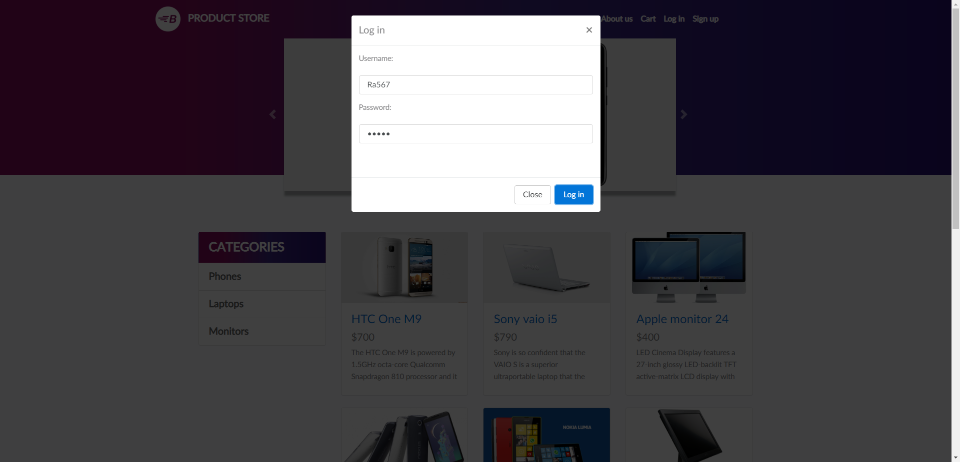 B PRODUCT STORE
About us Cart Log in Sign up
Log in ×
Username:
Ra567
Password:
•••••
Close Log in
CATEGORIES
Phones
Laptops
Monitors
HTC One M9
$700
The HTC One M9 is powered by
1.5GHz octa-core Qualcomm
Snapdragon 810 processor and it
Sony vaio i5
$790
Sony is so confident that the
VAIO S is a superior
ultraportable laptop that the
Apple monitor 24
$400
LED Cinema Display features a
27-inch glossy LED-backlit TFT
active-matrix LCD display with
NOKIA LUMIA